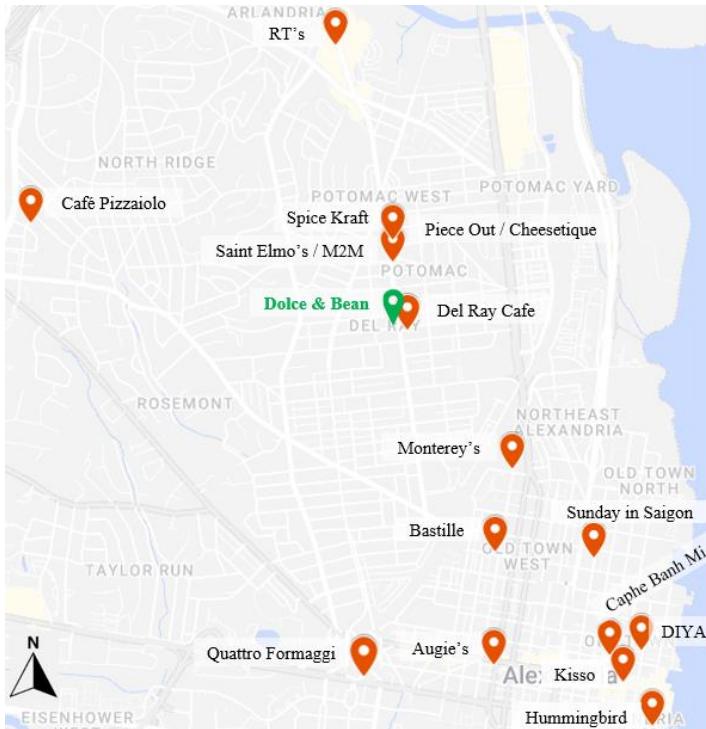 ARLANDRIA
RT's
NORTH RIDGE
Café Pizzaiolo
POTOMAC WEST
POTOMAC YARD
Spice Kraft
Piece Out / Cheesetique
Saint Elmo's / M2M
POTOMAC
Dolce & Bean
Del Ray Cafe
DEL RAY
ROSEMONT
NORTHEAST
ALEXANDRIA
Monterey's
OLD TOWN
NORTH
Sunday in Saigon
Bastille
OLD TOWN
WEST
TAYLOR RUN
Caphe Banh Mi
DIYA
Augie's
Quattro Formaggi
N
Kisso
Hummingbird
EISENHOWER